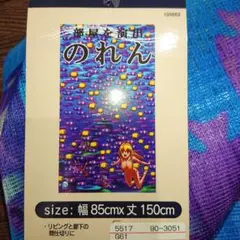 部屋を演出
のれん
size: 幅85cmx丈150cm
・リビングと廊下の
間仕切りに
5517 90-3051
G61